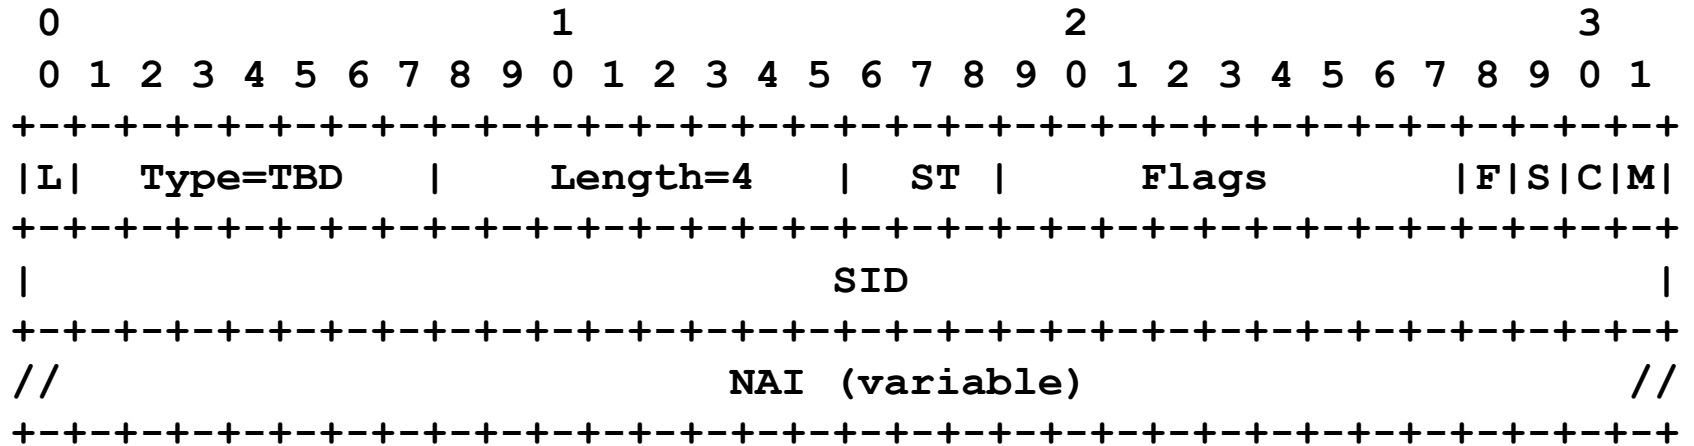 0                   1                   2                   3
 0 1 2 3 4 5 6 7 8 9 0 1 2 3 4 5 6 7 8 9 0 1 2 3 4 5 6 7 8 9 0 1
+-+-+-+-+-+-+-+-+-+-+-+-+-+-+-+-+-+-+-+-+-+-+-+-+-+-+-+-+-+-+-+-+
|L|  Type=TBD   |    Length=4   |  ST |     Flags       |F|S|C|M|
+-+-+-+-+-+-+-+-+-+-+-+-+-+-+-+-+-+-+-+-+-+-+-+-+-+-+-+-+-+-+-+-+
|                               SID                             |
+-+-+-+-+-+-+-+-+-+-+-+-+-+-+-+-+-+-+-+-+-+-+-+-+-+-+-+-+-+-+-+-+
//                          NAI (variable)                     //
+-+-+-+-+-+-+-+-+-+-+-+-+-+-+-+-+-+-+-+-+-+-+-+-+-+-+-+-+-+-+-+-+